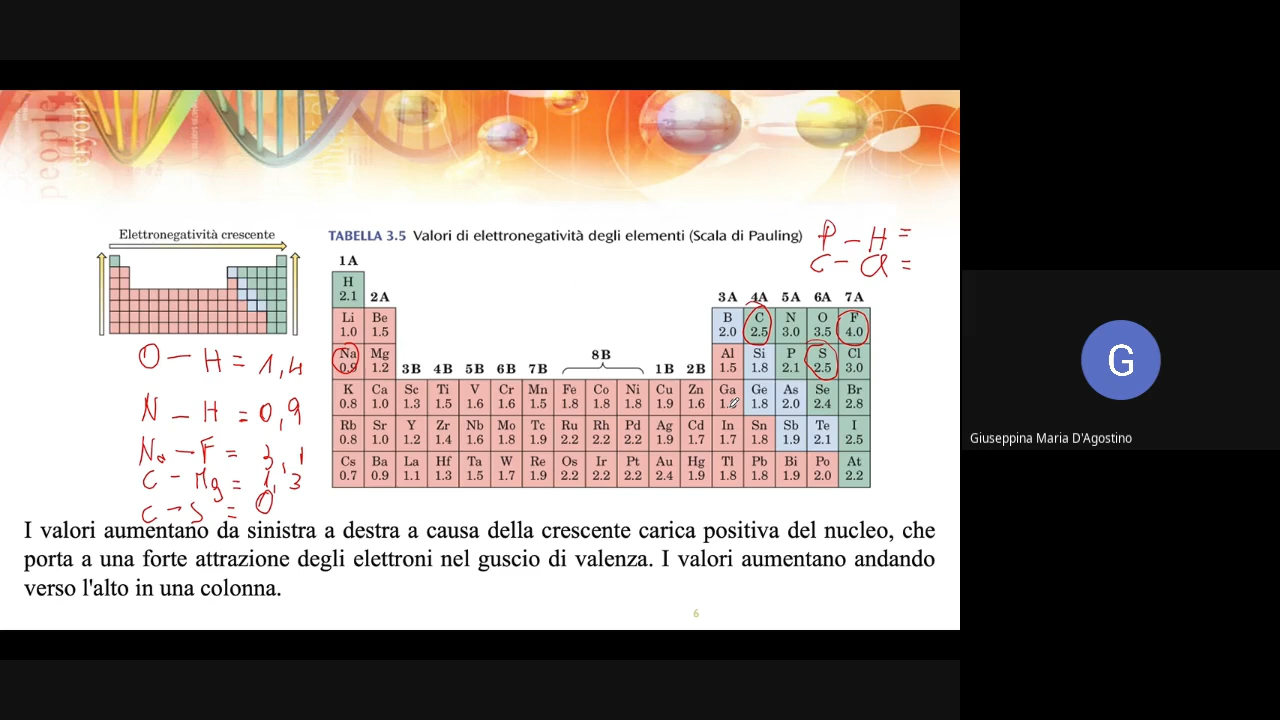 people
everyone
Elettronegatività crescente
TABELLA 3.5 Valori di elettronegatività degli elementi (Scala di Pauling)
P – H =
C – Cl =
1A
H
2.1
2A
3A 4A 5A 6A 7A
Li Be B C N O F
1.0 1.5 2.0 2.5 3.0 3.5 4.0
Na Mg 3B 4B 5B 6B 7B 8B 1B 2B Al Si P S Cl
0.9 1.2 1.5 1.8 2.1 2.5 3.0
K Ca Sc Ti V Cr Mn Fe Co Ni Cu Zn Ga Ge As Se Br
0.8 1.0 1.3 1.5 1.6 1.6 1.5 1.8 1.8 1.8 1.9 1.6 1.8 2.0 2.4 2.8
Rb Sr Y Zr Nb Mo Tc Ru Rh Pd Ag Cd In Sn Sb Te I
0.8 1.0 1.2 1.4 1.6 1.8 1.9 2.2 2.2 2.2 1.9 1.7 1.7 1.8 1.9 2.1 2.5
Cs Ba La Hf Ta W Re Os Ir Pt Au Hg Tl Pb Bi Po At
0.7 0.9 1.1 1.3 1.5 1.7 1.9 2.2 2.2 2.2 2.4 1.9 1.8 1.8 1.9 2.0 2.2
O – H = 1,4
N – H = 0,9
Na – F = 3,1
C – Mg = 1,3
C – S = 0
I valori aumentano da sinistra a destra a causa della crescente carica positiva del nucleo, che
porta a una forte attrazione degli elettroni nel guscio di valenza. I valori aumentano andando
verso l'alto in una colonna.
6
G
Giuseppina Maria D'Agostino